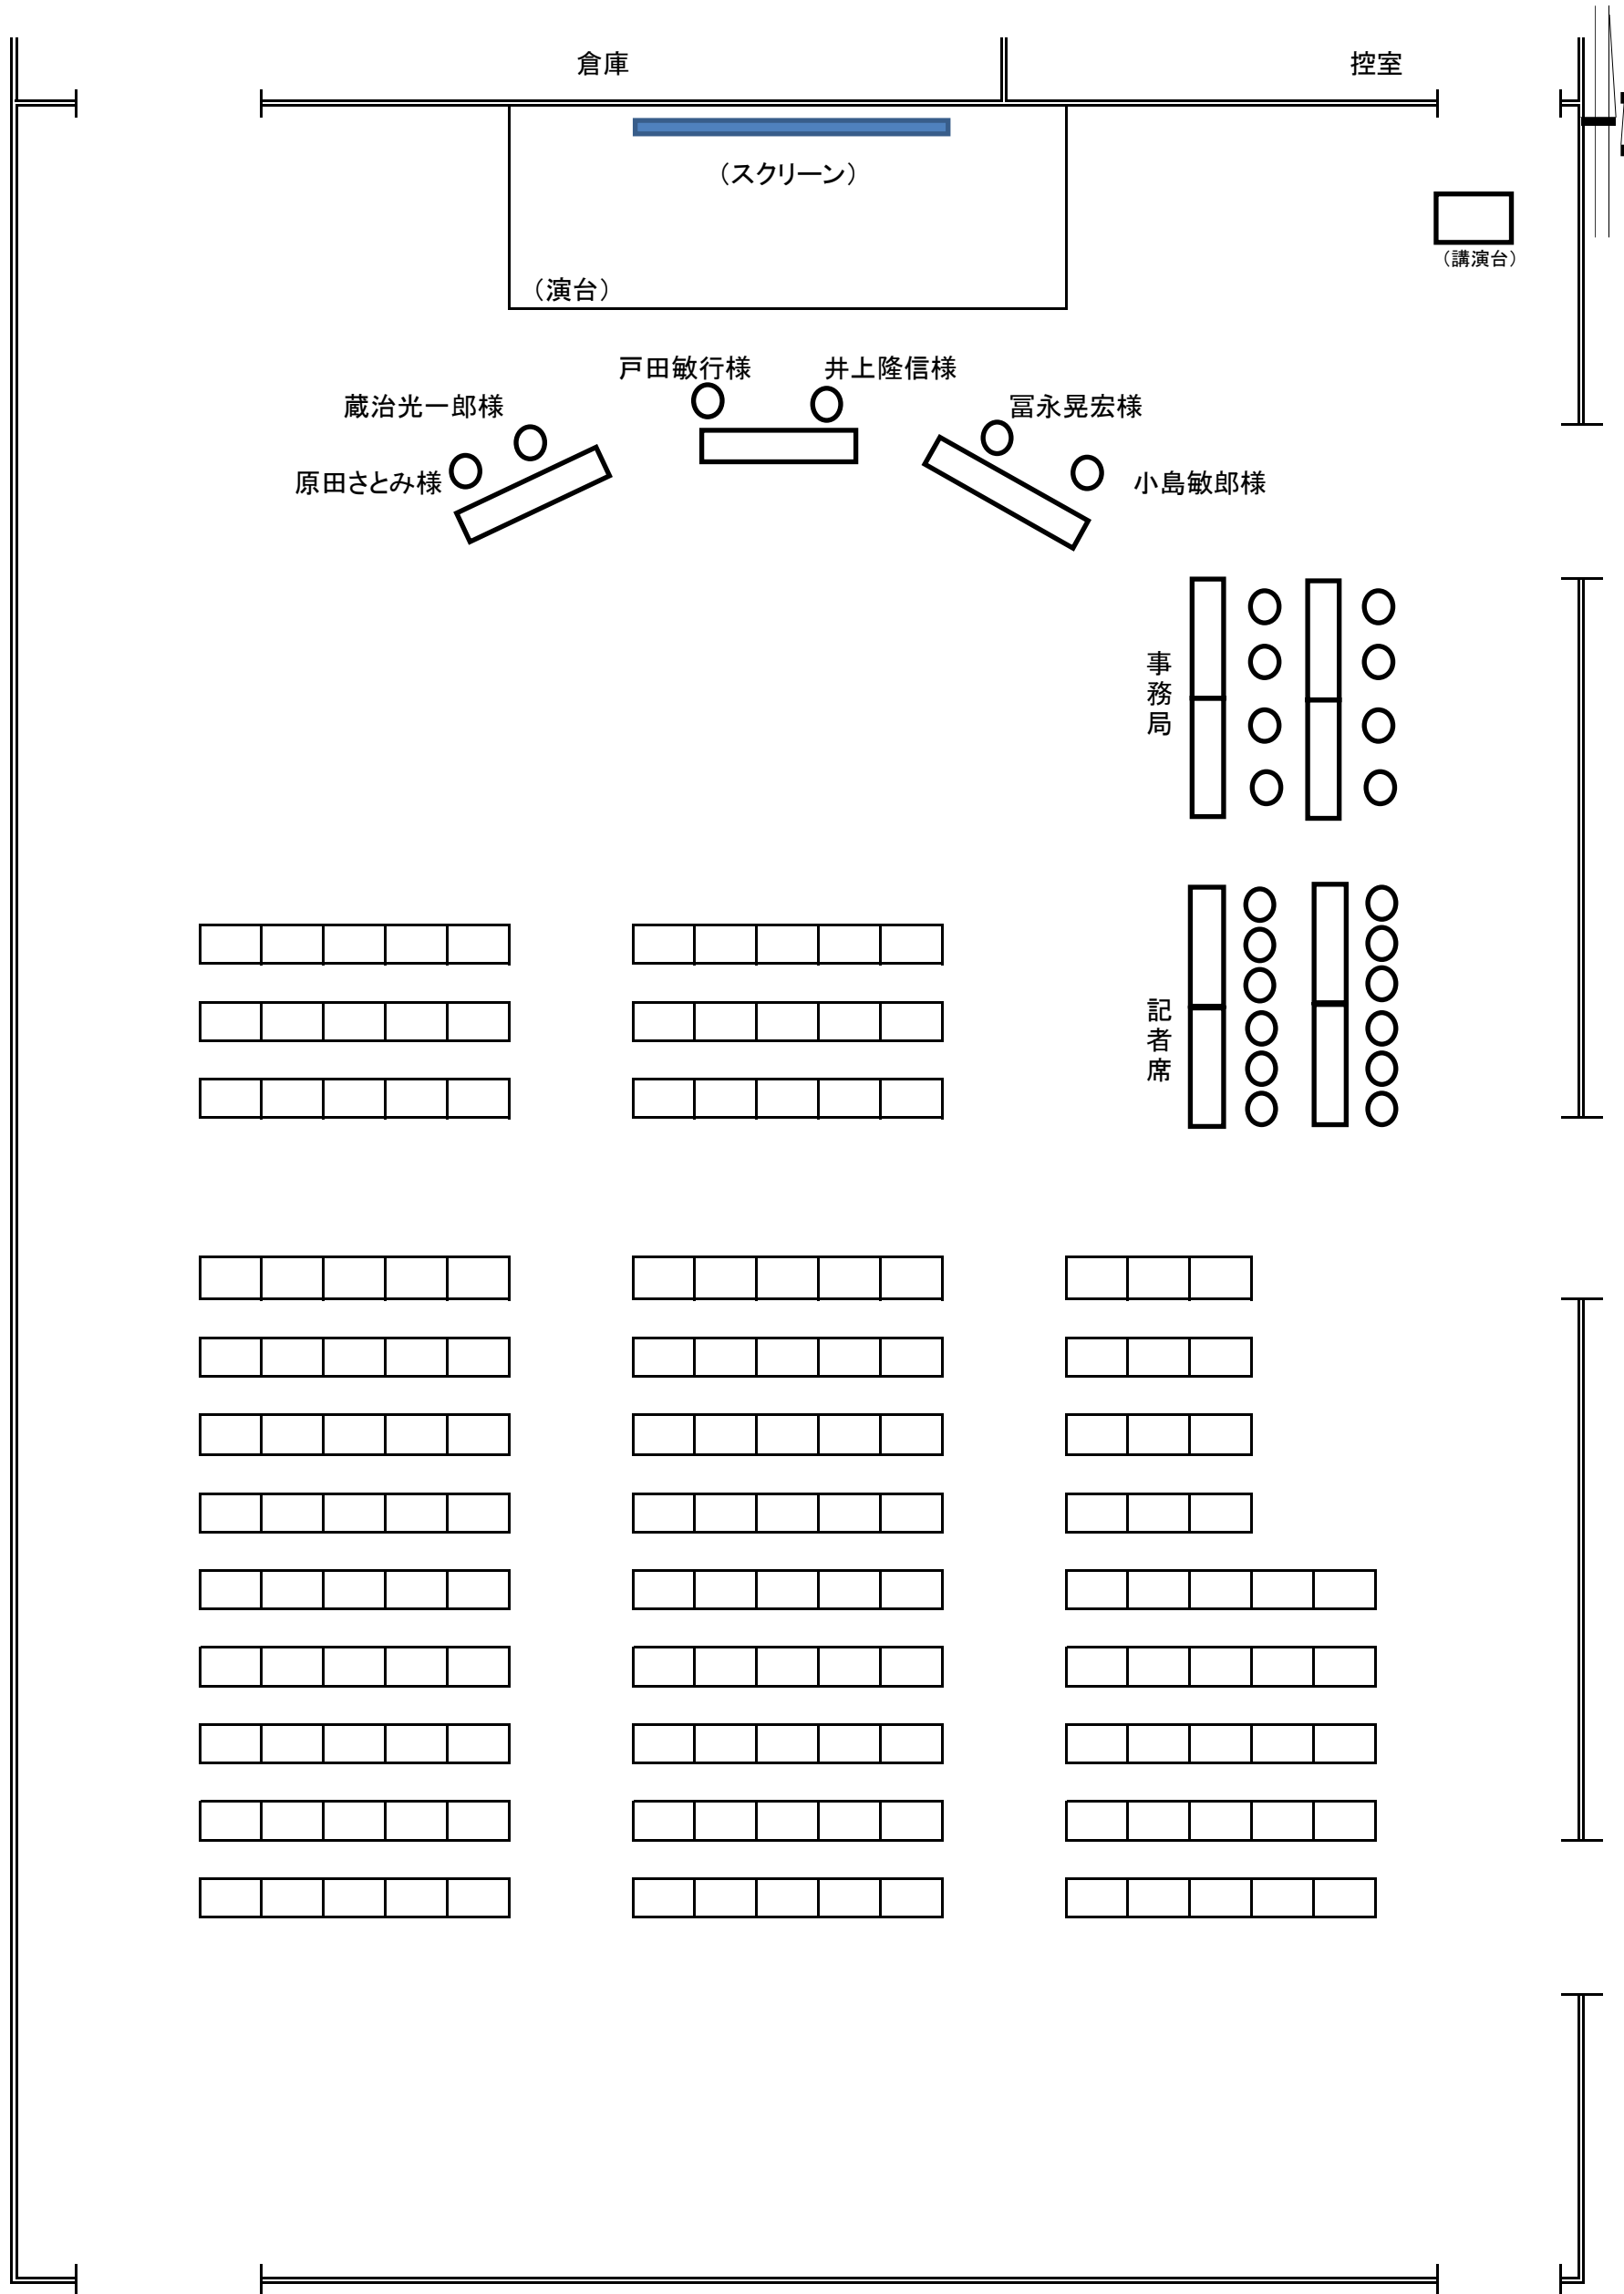 倉庫
控室
（スクリーン）
（講演台）
（演台）
戸田敏行様
井上隆信様
蔵治光一郎様
冨永晃宏様
原田さとみ様
小島敏郎様
事務局
記者席